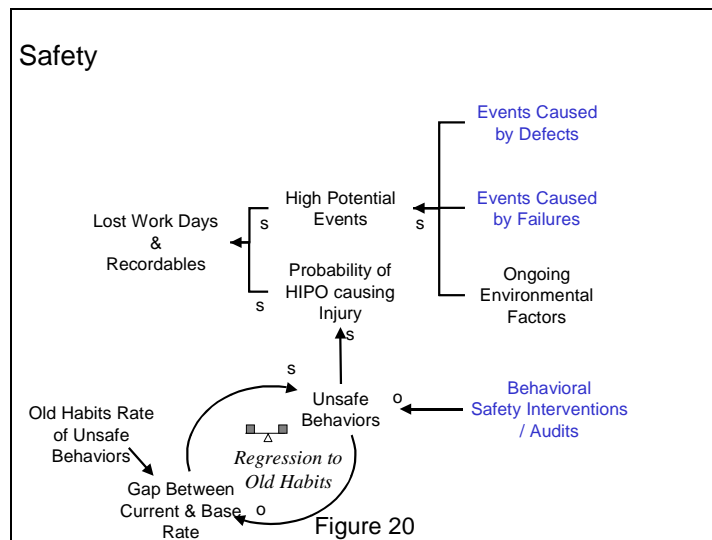 Safety
Events Caused
by Defects
High Potential
Events
s
s
Events Caused
by Failures
Lost Work Days
&
Recordables
Probability of
HIPO causing
Injury
s
Ongoing
Environmental
Factors
s
s
Unsafe
Behaviors
o
Behavioral
Safety Interventions
/ Audits
Old Habits Rate
of Unsafe
Behaviors
Regression to
Old Habits
Gap Between
Current & Base
Rate
o
Figure 20